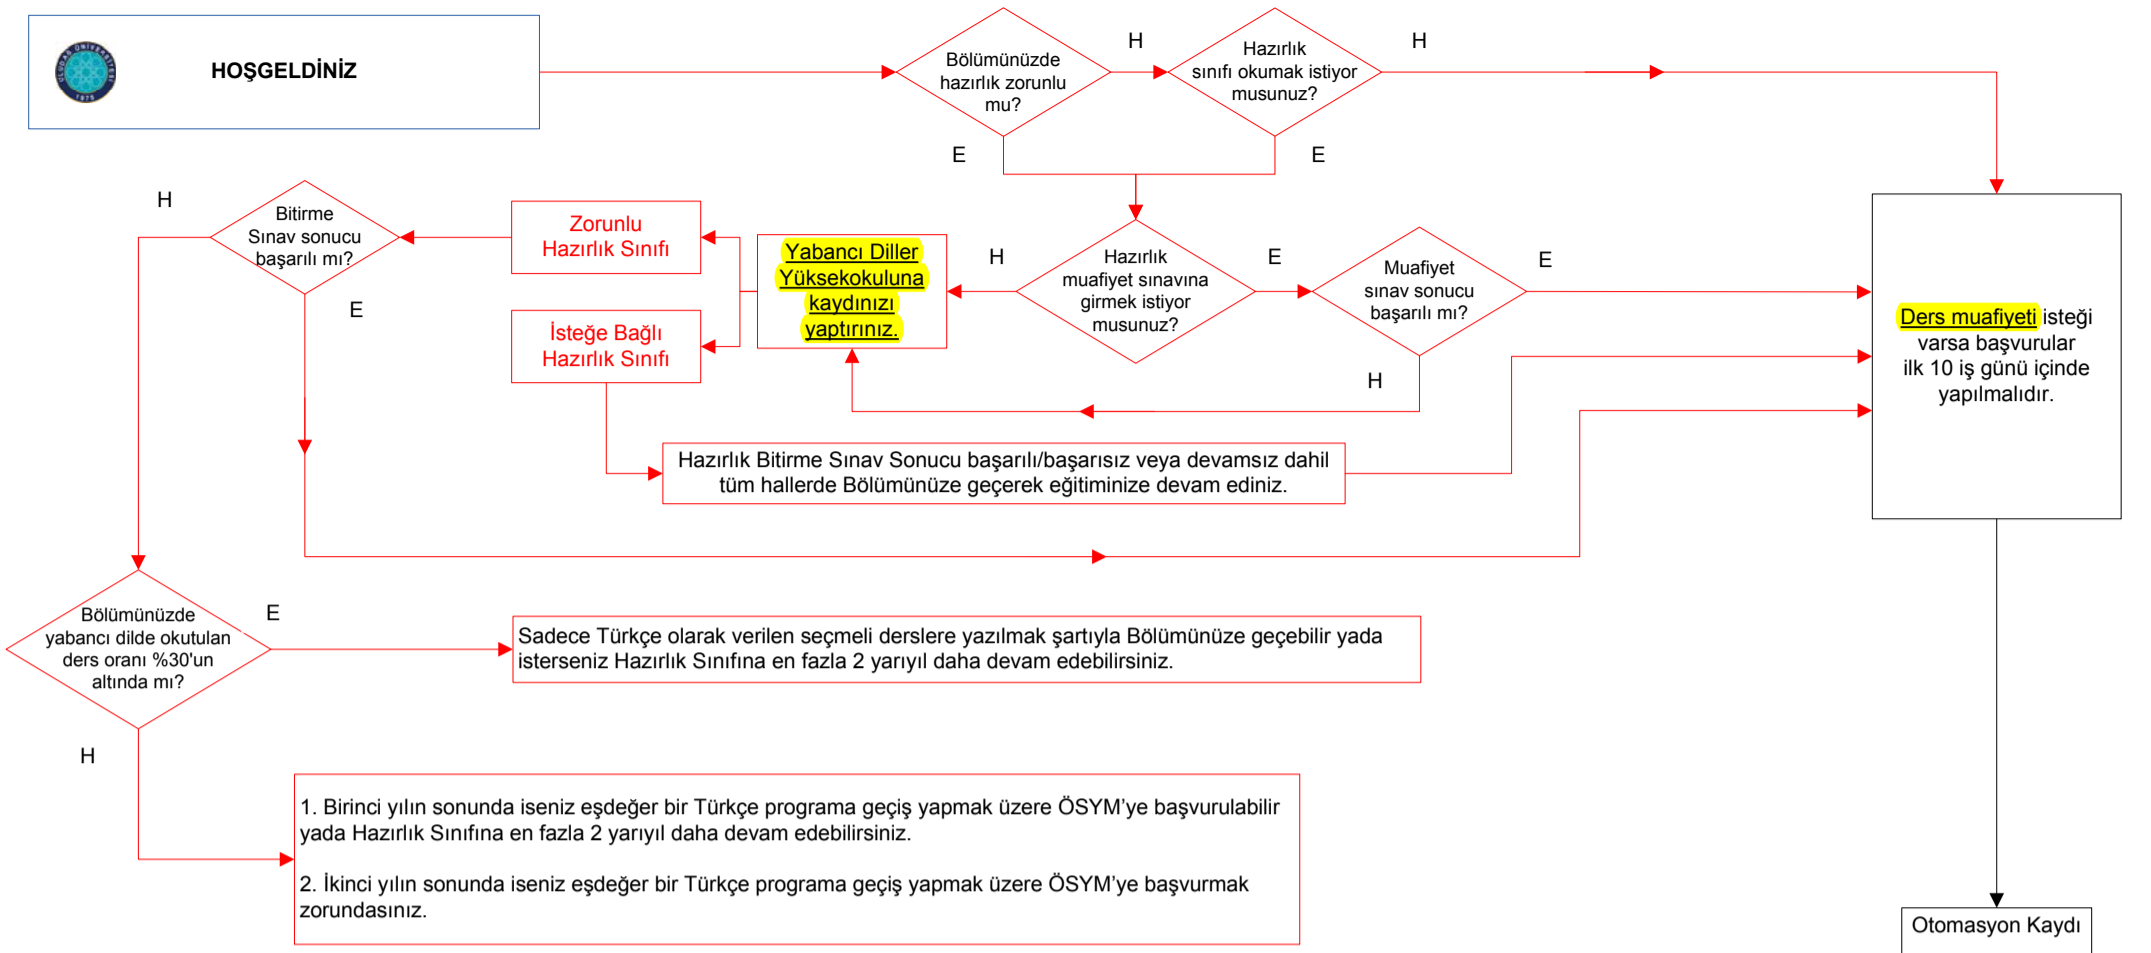 ULUDAĞ ÜNİVERSİTESİ
1975
HOŞGELDİNİZ
Bölümünüzde
hazırlık zorunlu
mu?
H
Hazırlık
sınıfı okumak istiyor
musunuz?
H
E
E
H
Bitirme
Sınav sonucu
başarılı mı?
E
Zorunlu
Hazırlık Sınıfı
İsteğe Bağlı
Hazırlık Sınıfı
Yabancı Diller
Yüksekokuluna
kaydınızı
yaptırınız.
H
Hazırlık
muafiyet sınavına
girmek istiyor
musunuz?
E
Muafiyet
sınav sonucu
başarılı mı?
E
H
Ders muafiyeti isteği
varsa başvurular
ilk 10 iş günü içinde
yapılmalıdır.
Hazırlık Bitirme Sınav Sonucu başarılı/başarısız veya devamsız dahil
tüm hallerde Bölümünüze geçerek eğitiminize devam ediniz.
Bölümünüzde
yabancı dilde okutulan
ders oranı %30'un
altında mı?
E
Sadece Türkçe olarak verilen seçmeli derslere yazılmak şartıyla Bölümünüze geçebilir yada
isterseniz Hazırlık Sınıfına en fazla 2 yarıyıl daha devam edebilirsiniz.
H
1. Birinci yılın sonunda iseniz eşdeğer bir Türkçe programa geçiş yapmak üzere ÖSYM’ye başvurulabilir
yada Hazırlık Sınıfına en fazla 2 yarıyıl daha devam edebilirsiniz.
2. İkinci yılın sonunda iseniz eşdeğer bir Türkçe programa geçiş yapmak üzere ÖSYM’ye başvurmak
zorundasınız.
Otomasyon Kaydı